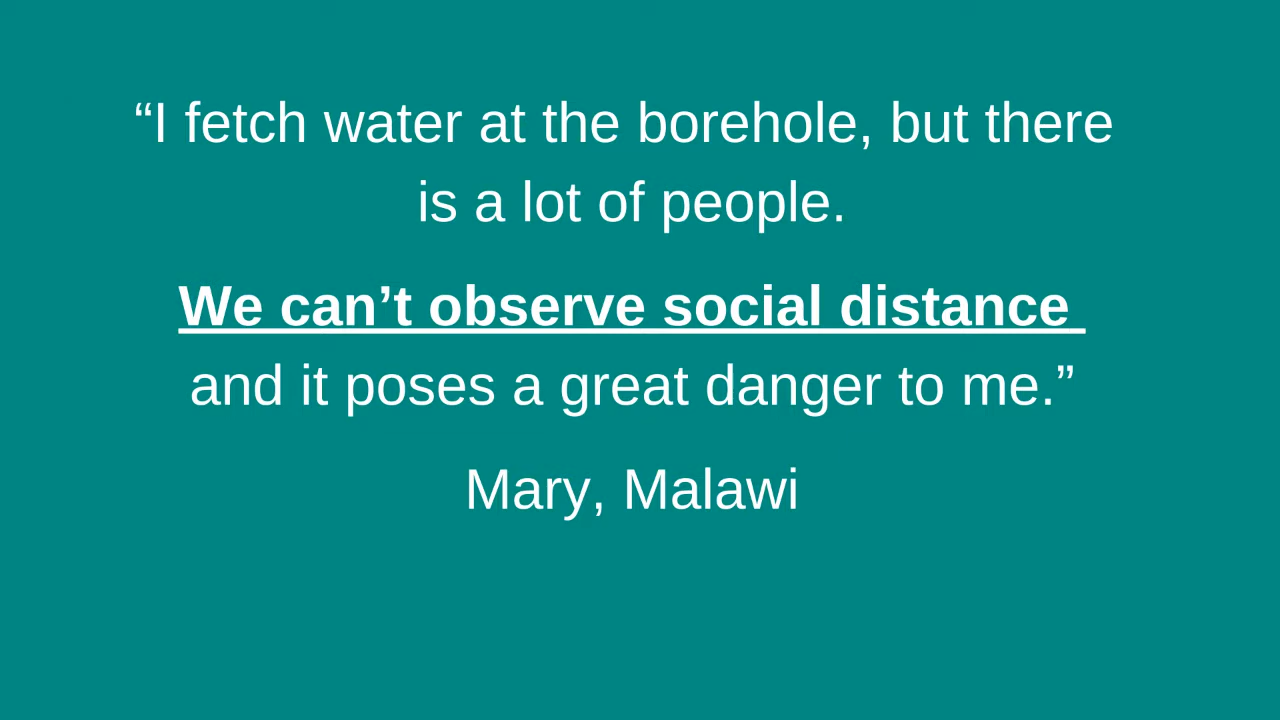 “I fetch water at the borehole, but there
is a lot of people.
We can’t observe social distance
and it poses a great danger to me.”
Mary, Malawi